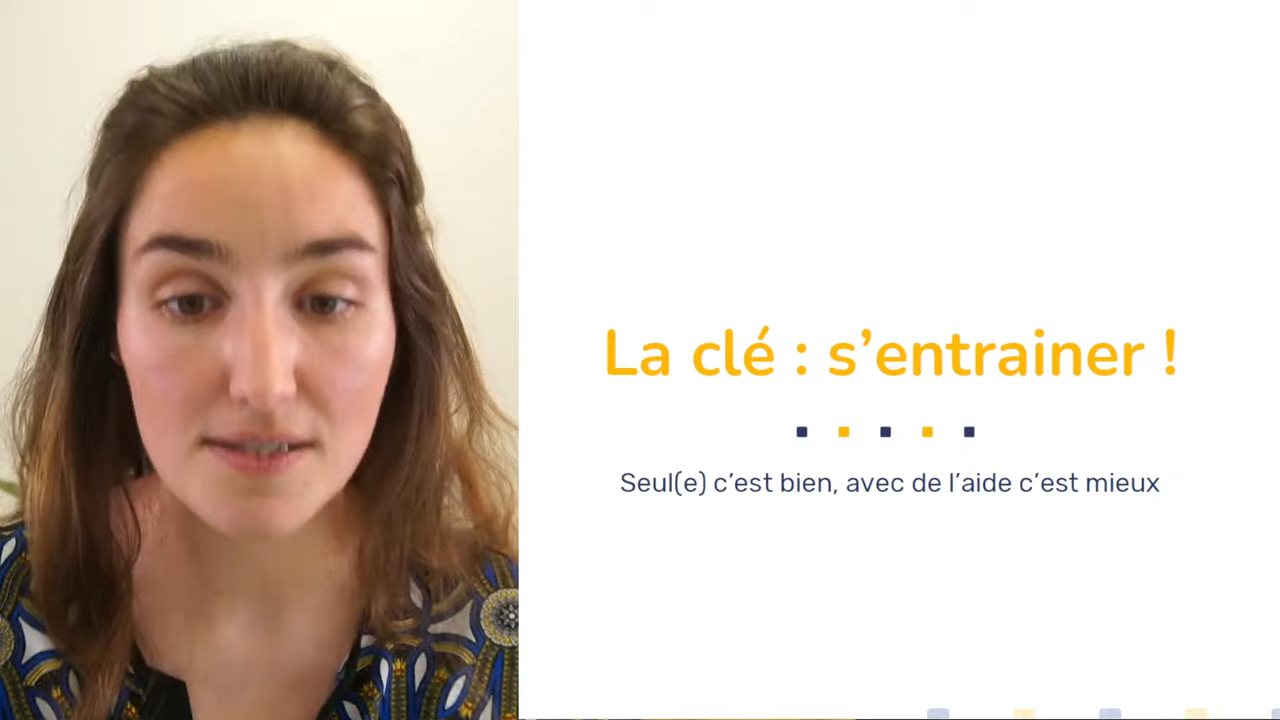 La clé : s’entrainer !
Seul(e) c’est bien, avec de l’aide c’est mieux